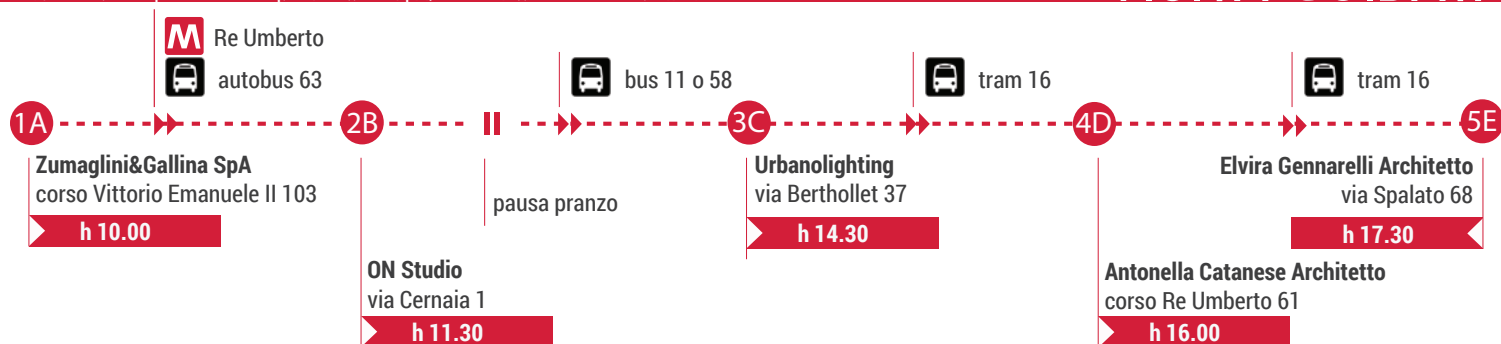 M Re Umberto
autobus 63
bus 11 o 58
tram 16
tram 16
1A
2B
3C
4D
5E
Zumaglini&Gallina SpA
corso Vittorio Emanuele II 103
h 10.00
ON Studio
via Cernaia 1
h 11.30
pausa pranzo
Urbanolighting
via Berthollet 37
h 14.30
Antonella Catanese Architetto
corso Re Umberto 61
h 16.00
Elvira Gennarelli Architetto
via Spalato 68
h 17.30